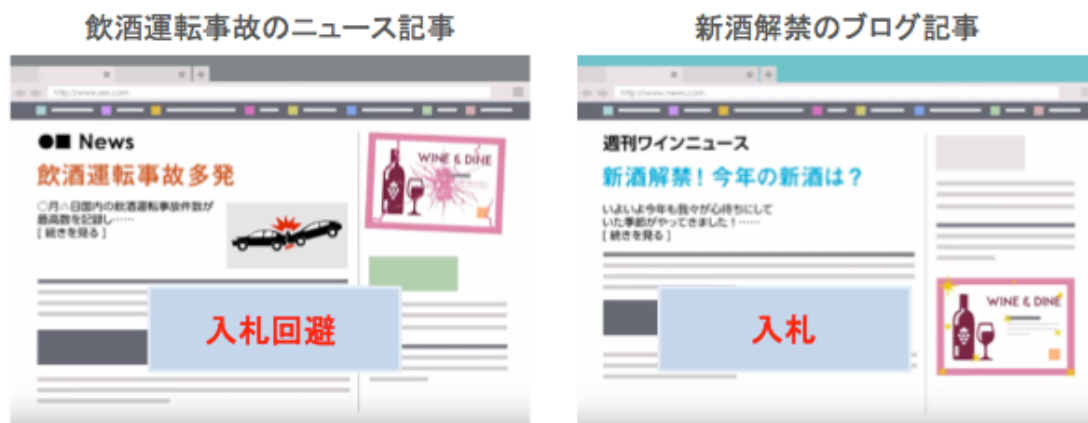 飲酒運転事故のニュース記事
http://www.aaa.com
●■ News
飲酒運転事故多発
○月△日国内の飲酒運転事故件数が
最高数を記録し……
[ 続きを見る ]
WINE & DINE
入札回避
新酒解禁のブログ記事
http://www.news.com
週刊ワインニュース
新酒解禁！今年の新酒は？
いよいよ今年も我々が心待ちにして
いた季節がやってきました！……
[ 続きを見る ]
WINE & DINE
入札